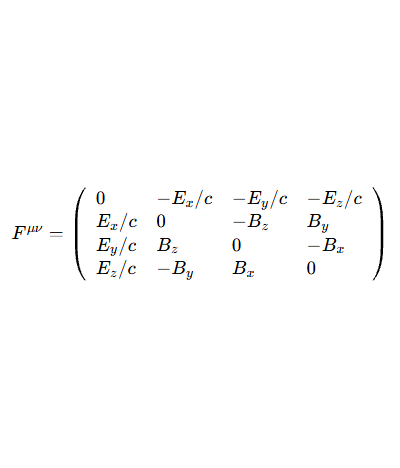 F^{μν} = ( 0 −E_x/c −E_y/c −E_z/c
E_x/c 0 −B_z B_y
E_y/c B_z 0 −B_x
E_z/c −B_y B_x 0 )